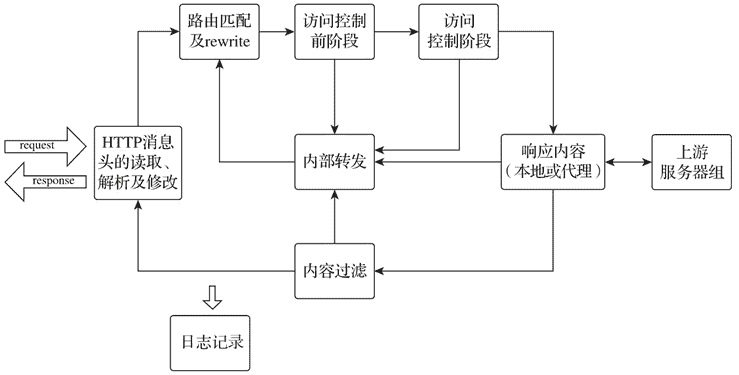 路由匹配
及rewrite
访问控制
前阶段
访问
控制阶段
request
response
HTTP消息
头的读取、
解析及修改
内部转发
响应内容
（本地或代理）
上游
服务器组
内容过滤
日志记录